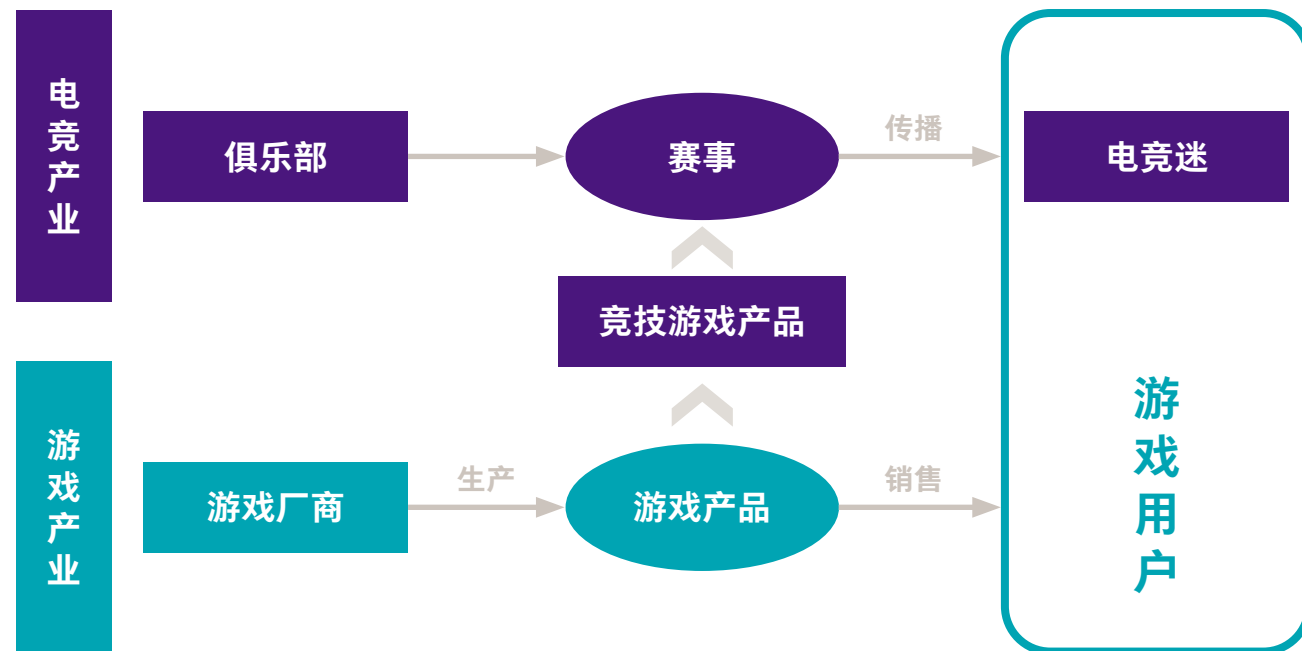 电竞产业
俱乐部
赛事
传播
电竞迷
竞技游戏产品
游戏产业
游戏厂商
生产
游戏产品
销售
游戏用户